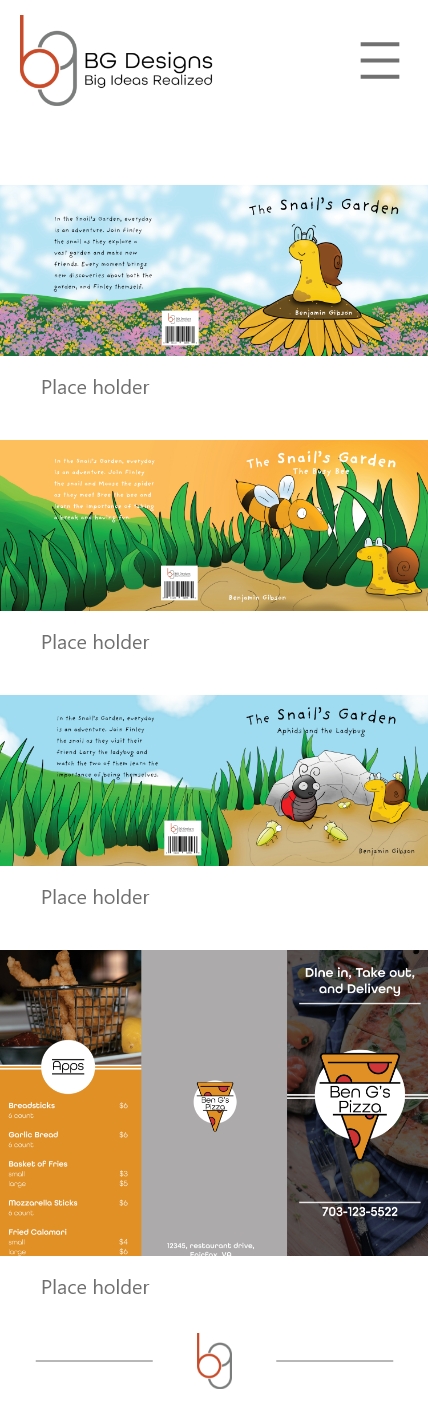 bg
BG Designs
Big Ideas Realized
In the Snail's Garden, everyday
is an adventure. Join Finley
the snail as they explore a
vast garden and make new
friends. Every moment brings
new discoveries about both the
garden, and Finley themself.
The Snail's Garden
Benjamin Gibson
Place holder
In the Snail's Garden, everyday
is an adventure. Join Finley
the snail and Moose the spider
as they meet Bree the bee and
learn the importance of taking
a break and having fun.
The Snail's Garden
The Busy Bee
Benjamin Gibson
Place holder
In the Snail's Garden, everyday
is an adventure. Join Finley
the snail as they visit their
friend Larry the ladybug and
watch the two of them learn the
importance of being themselves.
The Snail's Garden
Aphids and the Ladybug
Benjamin Gibson
Place holder
Apps
Breadsticks $6
6 count
Garlic Bread $6
6 count
Basket of Fries
small $3
large $5
Mozzarella Sticks $6
6 count
Fried Calamari
small $4
large $6
Ben G's
Pizza
12345, restaurant drive,
FairFax, VA
DIne in, Take out,
and Delivery
Ben G's
Pizza
703-123-5522
Place holder
bg